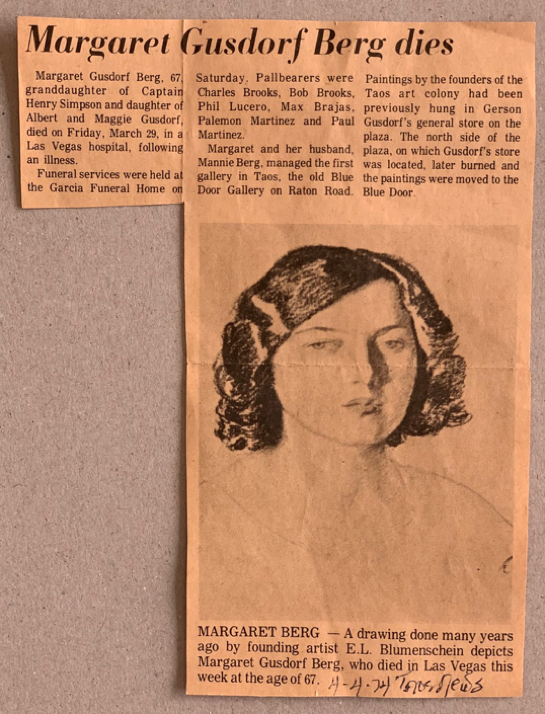 Margaret Gusdorf Berg dies
Margaret Gusdorf Berg, 67,
granddaughter of Captain
Henry Simpson and daughter of
Albert and Maggie Gusdorf,
died on Friday, March 29, in a
Las Vegas hospital, following
an illness.
Funeral services were held at
the Garcia Funeral Home on
Saturday. Pallbearers were
Charles Brooks, Bob Brooks,
Phil Lucero, Max Brajas,
Palemon Martinez and Paul
Martinez.
Margaret and her husband,
Mannie Berg, managed the first
gallery in Taos, the old Blue
Door Gallery on Raton Road.
Paintings by the founders of the
Taos art colony had been
previously hung in Gerson
Gusdorf's general store on the
plaza. The north side of the
plaza, on which Gusdorf's store
was located, later burned and
the paintings were moved to the
Blue Door.
MARGARET BERG — A drawing done many years
ago by founding artist E.L. Blumenschein depicts
Margaret Gusdorf Berg, who died in Las Vegas this
week at the age of 67. 4-4-74 Taos News